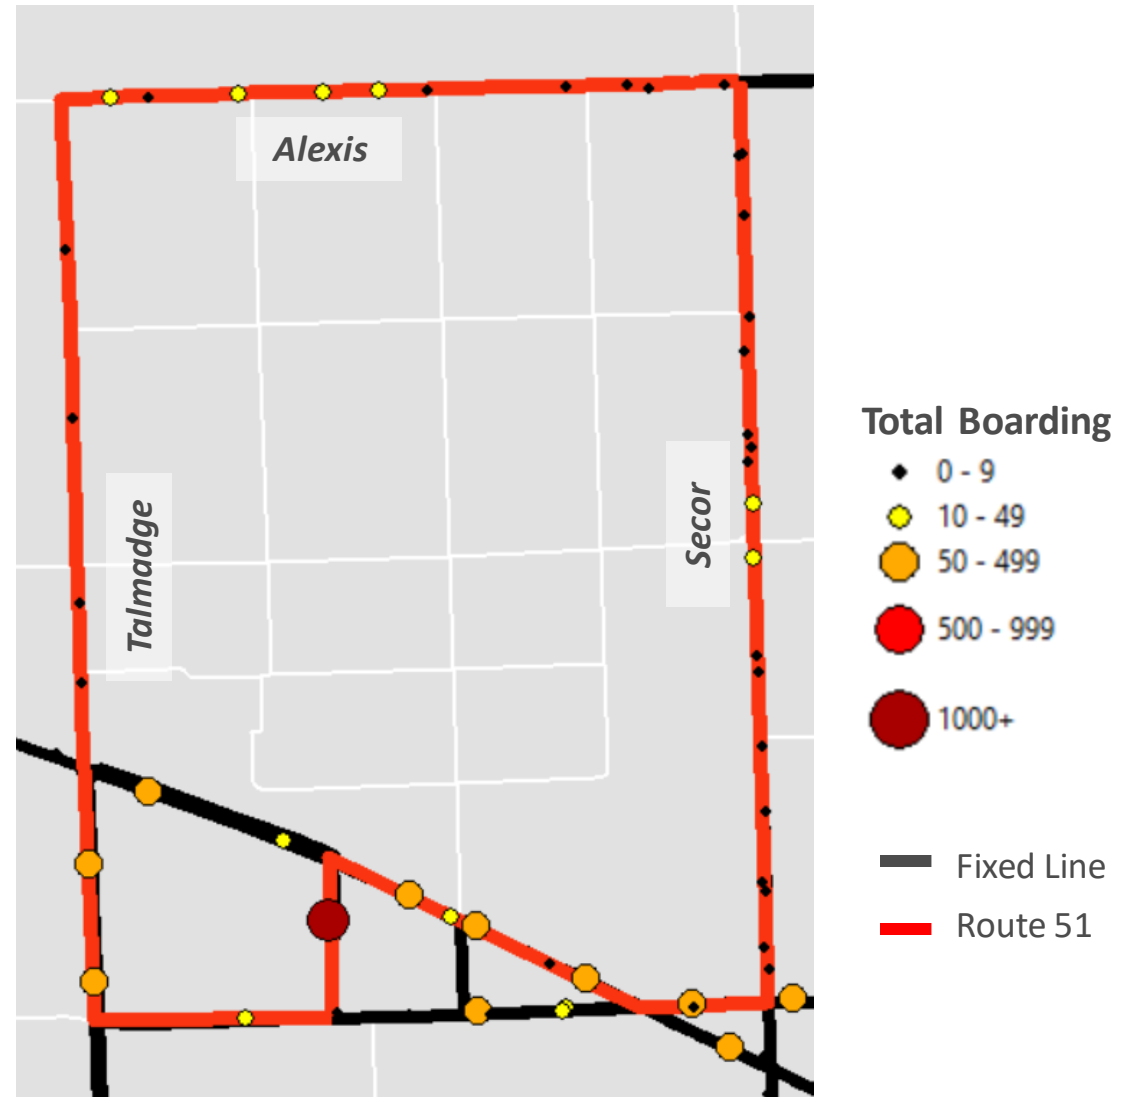 Alexis
Talmadge
Secor
Total Boarding
0 - 9
10 - 49
50 - 499
500 - 999
1000+
Fixed Line
Route 51